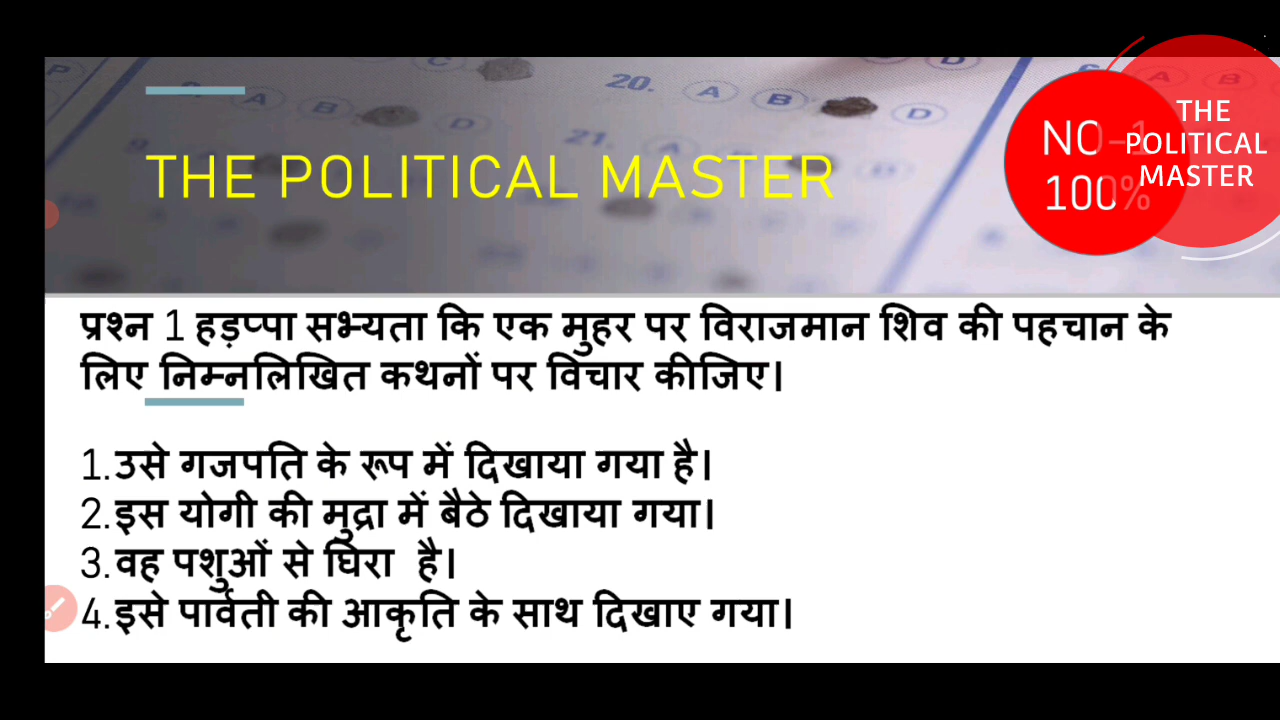 THE POLITICAL MASTER
NO-1
100%
THE
POLITICAL
MASTER
प्रश्न 1 हड़प्पा सभ्यता कि एक मुहर पर विराजमान शिव की पहचान के
लिए निम्नलिखित कथनों पर विचार कीजिए।
1.उसे गजपति के रूप में दिखाया गया है।
2.इस योगी की मुद्रा में बैठे दिखाया गया।
3.वह पशुओं से घिरा है।
4.इसे पार्वती की आकृति के साथ दिखाए गया।